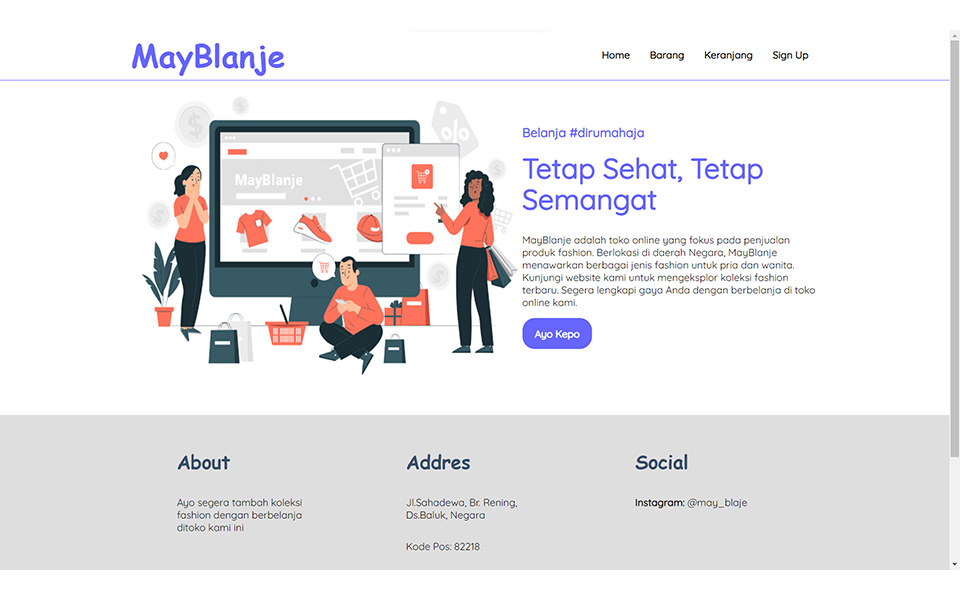 MayBlanje
Home Barang Keranjang Sign Up
MayBlanje
%
$
$
$
$
$
Belanja #dirumahaja
Tetap Sehat, Tetap
Semangat
MayBlanje adalah toko online yang fokus pada penjualan
produk fashion. Berlokasi di daerah Negara, MayBlanje
menawarkan berbagai jenis fashion untuk pria dan wanita.
Kunjungi website kami untuk mengeksplor koleksi fashion
terbaru. Segera lengkapi gaya Anda dengan berbelanja di toko
online kami.
Ayo Kepo
About
Ayo segera tambah koleksi
fashion dengan berbelanja
ditoko kami ini
Addres
Jl.Sahadewa, Br. Rening,
Ds.Baluk, Negara
Kode Pos: 82218
Social
Instagram: @may_blaje